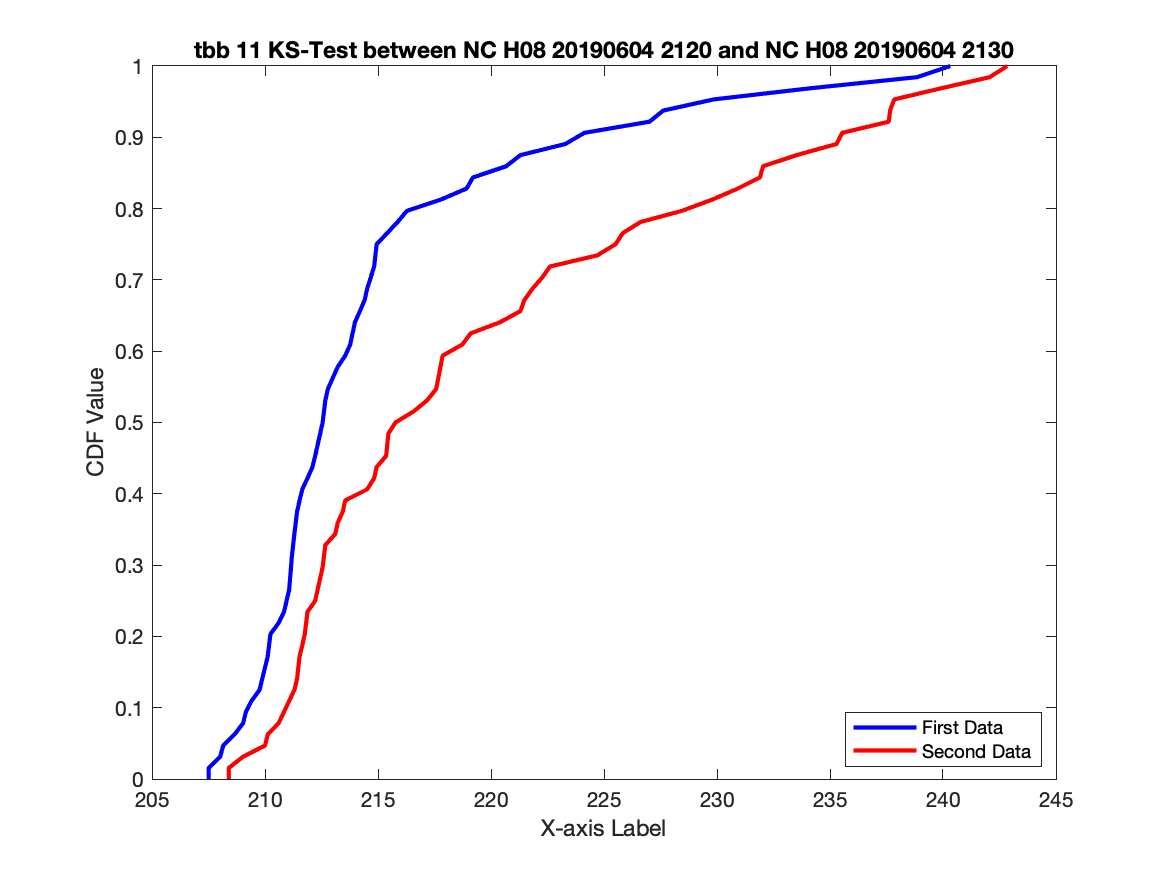 tbb 11 KS-Test between NC H08 20190604 2120 and NC H08 20190604 2130
1
0.9
0.8
0.7
0.6
0.5
0.4
0.3
0.2
0.1
0
CDF Value
205 210 215 220 225 230 235 240 245
X-axis Label
First Data
Second Data